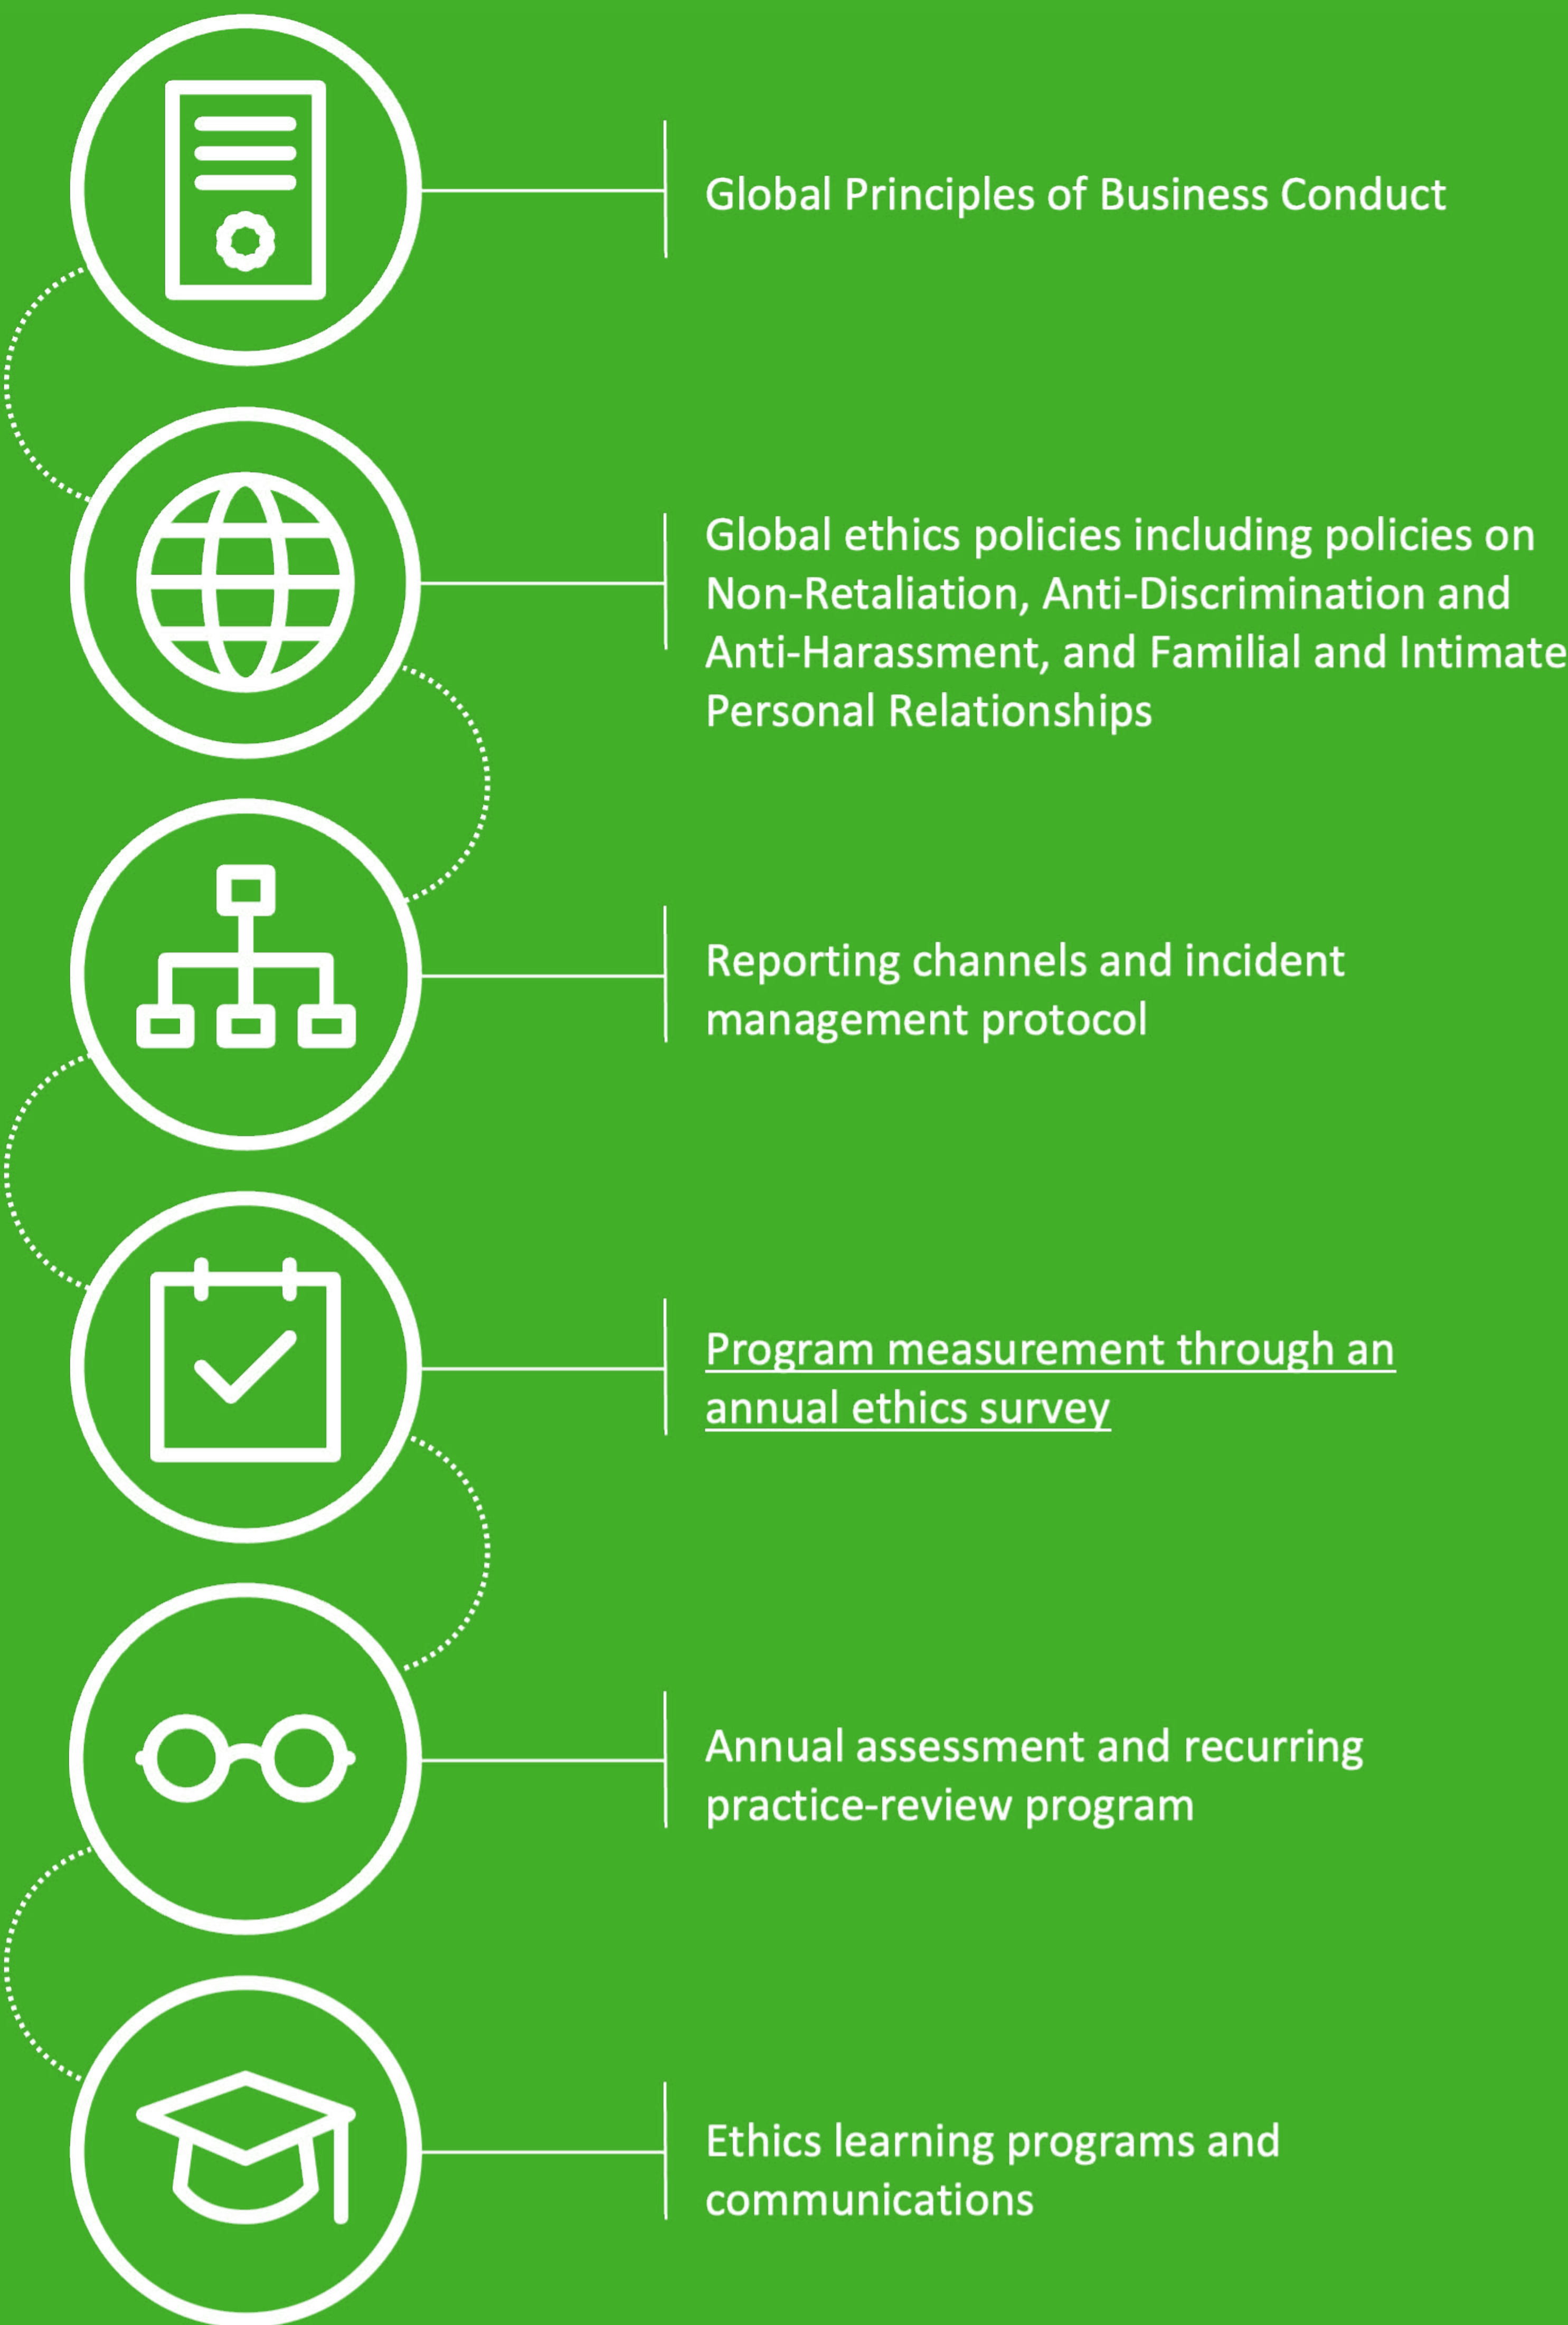 Global Principles of Business Conduct
Global ethics policies including policies on
Non-Retaliation, Anti-Discrimination and
Anti-Harassment, and Familial and Intimate
Personal Relationships
Reporting channels and incident
management protocol
Program measurement through an
annual ethics survey
Annual assessment and recurring
practice-review program
Ethics learning programs and
communications